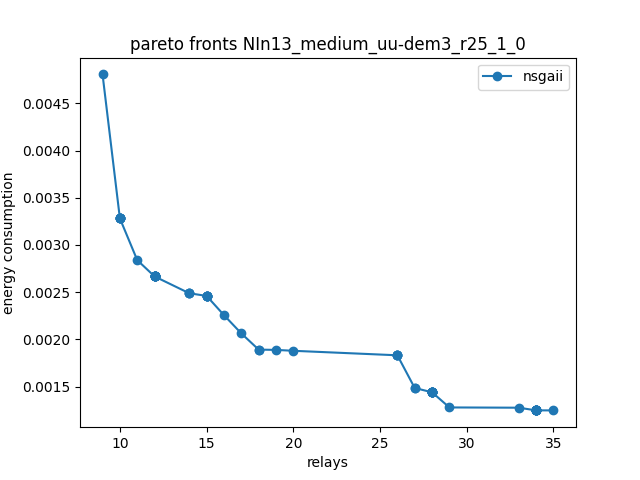 pareto fronts NIn13_medium_uu-dem3_r25_1_0
nsgaii
energy consumption
0.0045
0.0040
0.0035
0.0030
0.0025
0.0020
0.0015
10 15 20 25 30 35
relays